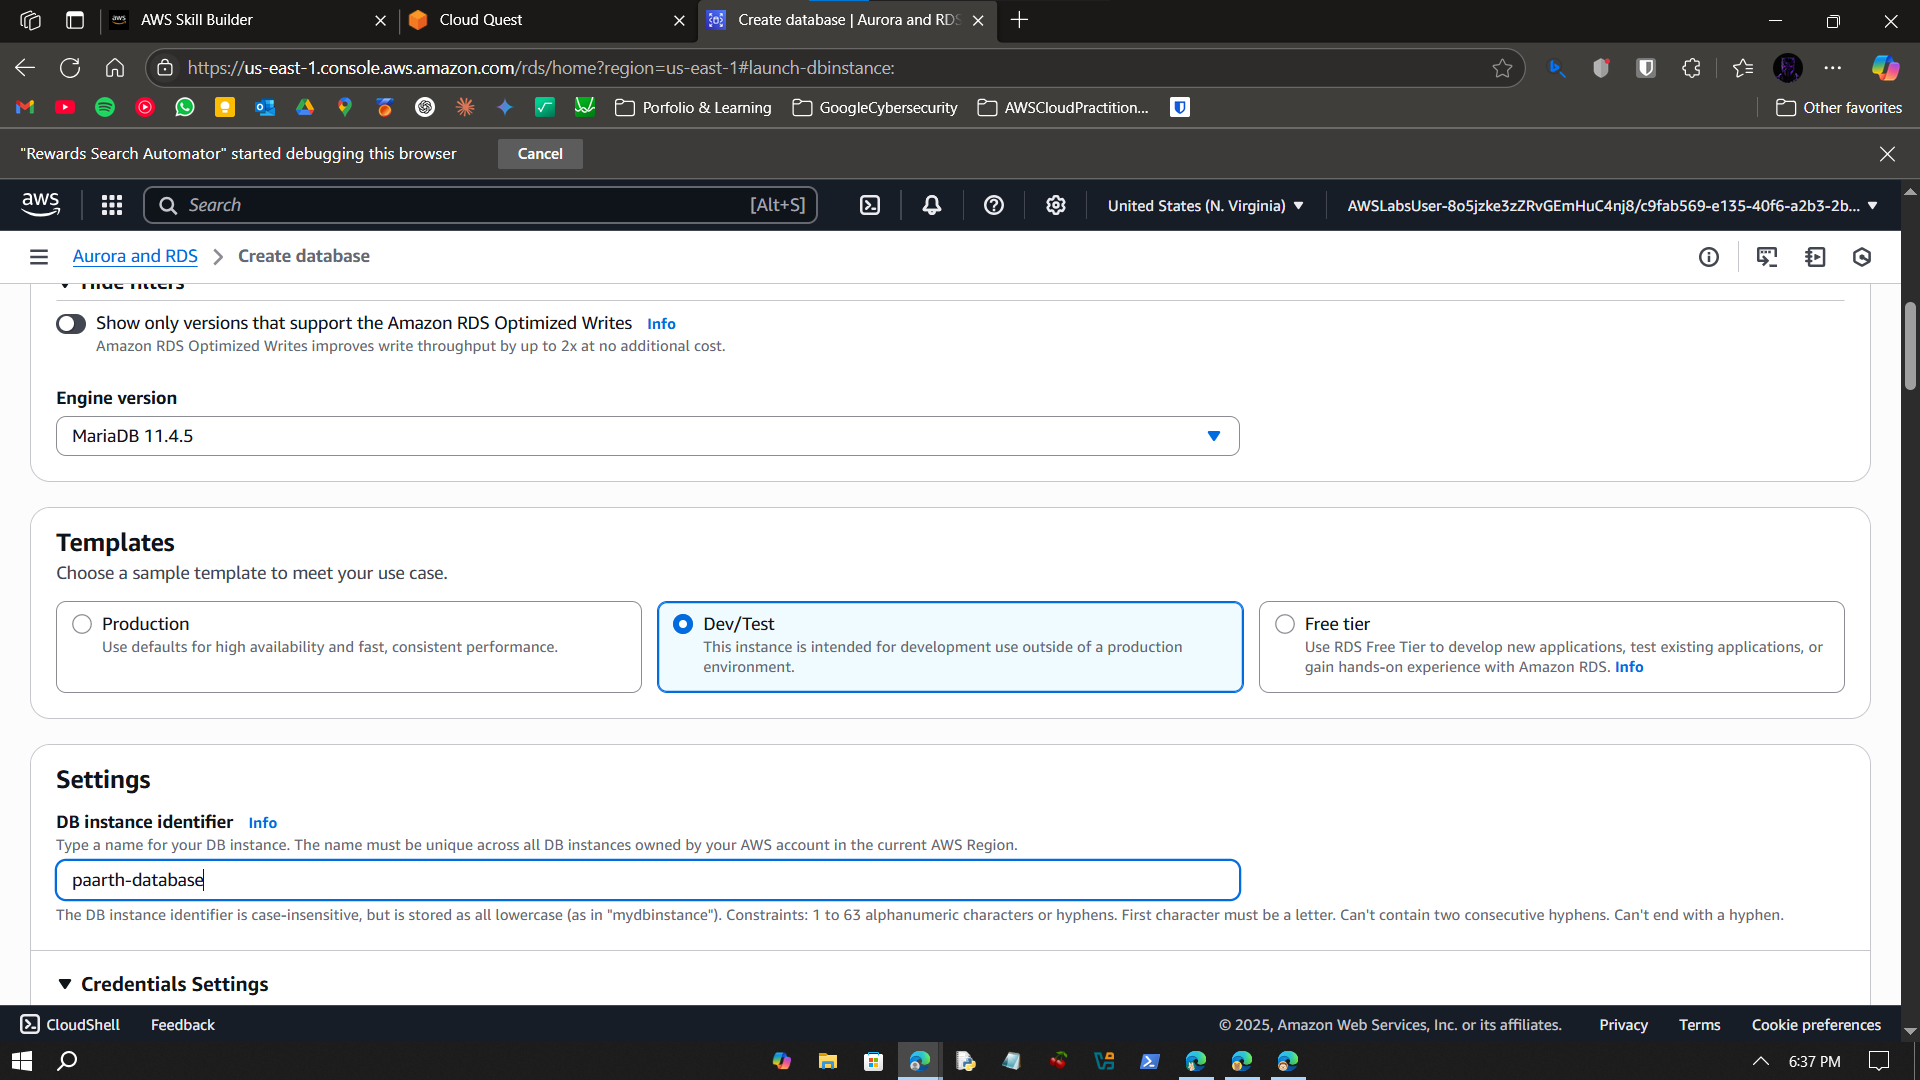 AWS Skill Builder
Cloud Quest
Create database | Aurora and RDS
https://us-east-1.console.aws.amazon.com/rds/home?region=us-east-1#launch-dbinstance:
Porfolio & Learning
GoogleCybersecurity
AWSCloudPractition...
Other favorites
"Rewards Search Automator" started debugging this browser
Cancel
aws
Search
[Alt+S]
United States (N. Virginia)
AWSLabsUser-8o5jzke3zZRvGEmHuC4nj8/c9fab569-e135-40f6-a2b3-2b...
Aurora and RDS
Create database
Hide filters
Show only versions that support the Amazon RDS Optimized Writes Info
Amazon RDS Optimized Writes improves write throughput by up to 2x at no additional cost.
Engine version
MariaDB 11.4.5
Templates
Choose a sample template to meet your use case.
Production
Use defaults for high availability and fast, consistent performance.
Dev/Test
This instance is intended for development use outside of a production
environment.
Free tier
Use RDS Free Tier to develop new applications, test existing applications, or
gain hands-on experience with Amazon RDS. Info
Settings
DB instance identifier Info
Type a name for your DB instance. The name must be unique across all DB instances owned by your AWS account in the current AWS Region.
paarth-database
The DB instance identifier is case-insensitive, but is stored as all lowercase (as in "mydbinstance"). Constraints: 1 to 63 alphanumeric characters or hyphens. First character must be a letter. Can't contain two consecutive hyphens. Can't end with a hyphen.
Credentials Settings
CloudShell
Feedback
© 2025, Amazon Web Services, Inc. or its affiliates.
Privacy
Terms
Cookie preferences
6:37 PM